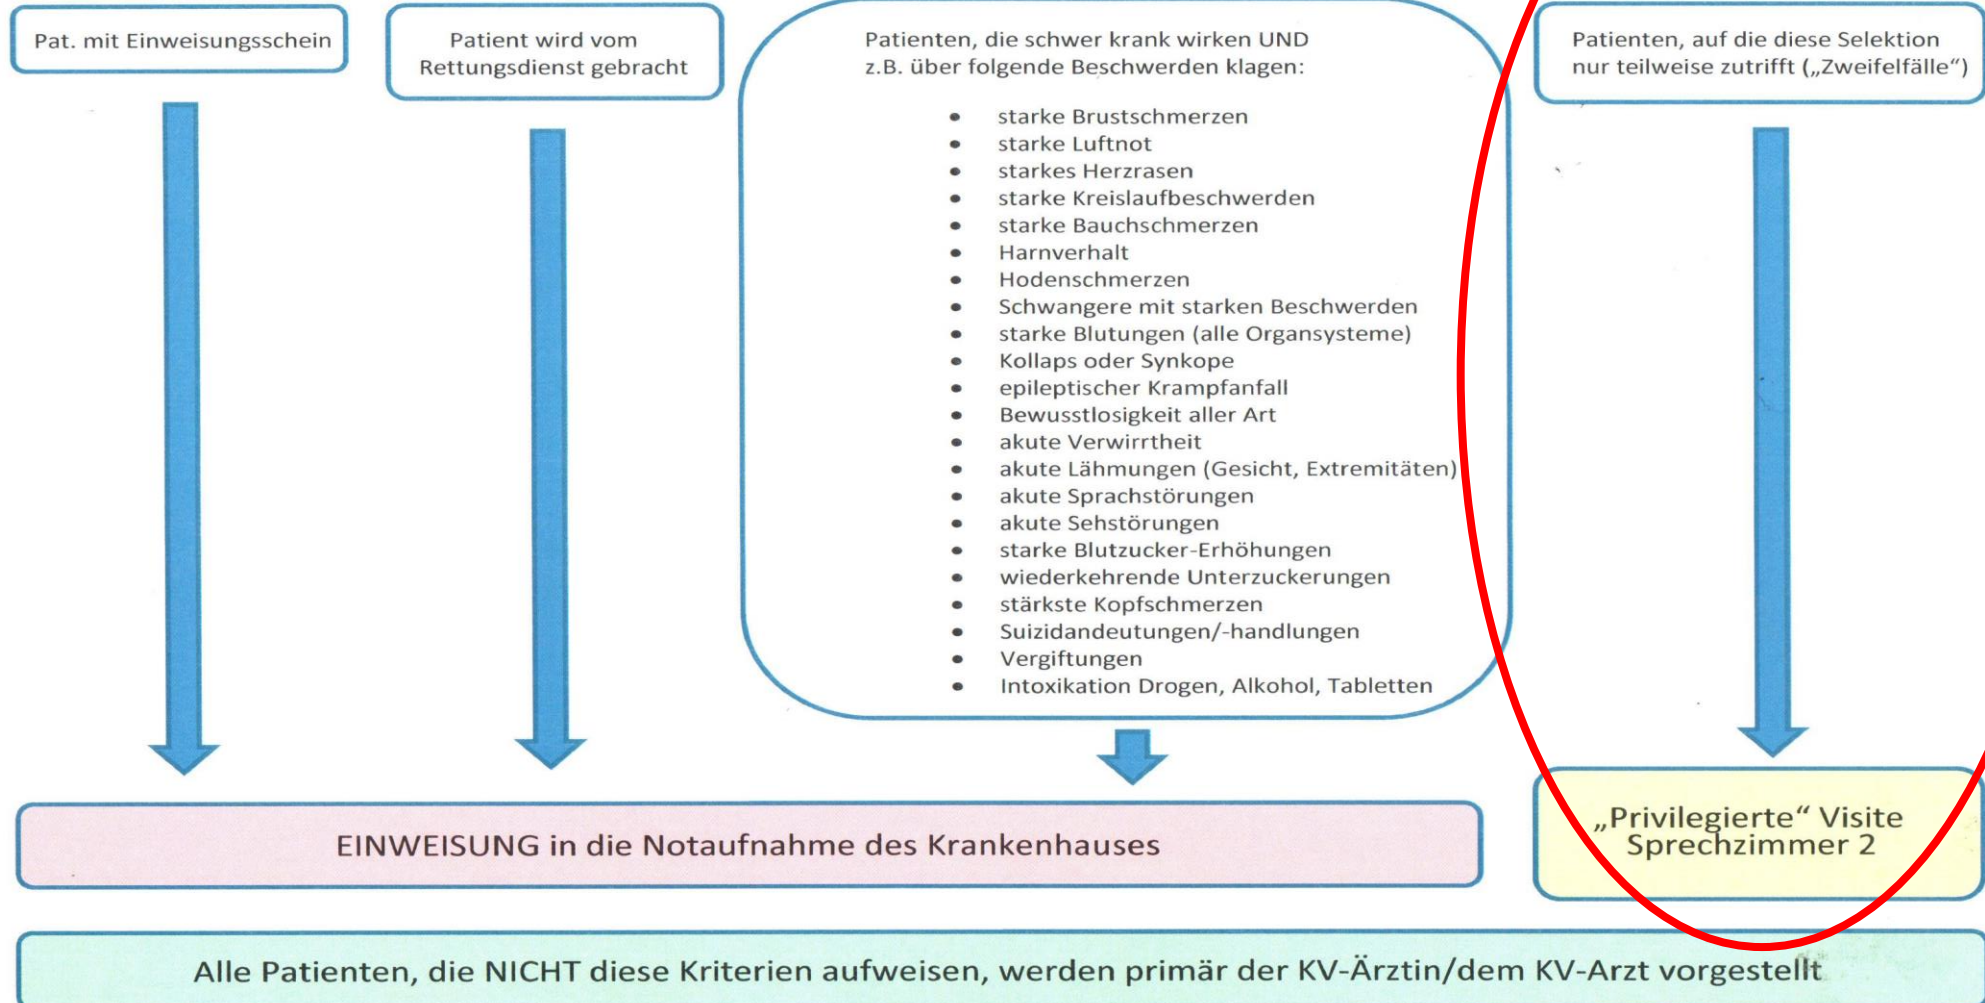 Pat. mit Einweisungsschein
Patient wird vom
Rettungsdienst gebracht
Patienten, die schwer krank wirken UND
z.B. über folgende Beschwerden klagen:
• starke Brustschmerzen
• starke Luftnot
• starkes Herzrasen
• starke Kreislaufbeschwerden
• starke Bauchschmerzen
• Harnverhalt
• Hodenschmerzen
• Schwangere mit starken Beschwerden
• starke Blutungen (alle Organsysteme)
• Kollaps oder Synkope
• epileptischer Krampfanfall
• Bewusstlosigkeit aller Art
• akute Verwirrtheit
• akute Lähmungen (Gesicht, Extremitäten)
• akute Sprachstörungen
• akute Sehstörungen
• starke Blutzucker-Erhöhungen
• wiederkehrende Unterzuckerungen
• stärkste Kopfschmerzen
• Suizidandeutungen/-handlungen
• Vergiftungen
• Intoxikation Drogen, Alkohol, Tabletten
Patienten, auf die diese Selektion
nur teilweise zutrifft („Zweifelfälle“)
EINWEISUNG in die Notaufnahme des Krankenhauses
„Privilegierte“ Visite
Sprechzimmer 2
Alle Patienten, die NICHT diese Kriterien aufweisen, werden primär der KV-Ärztin/dem KV-Arzt vorgestellt